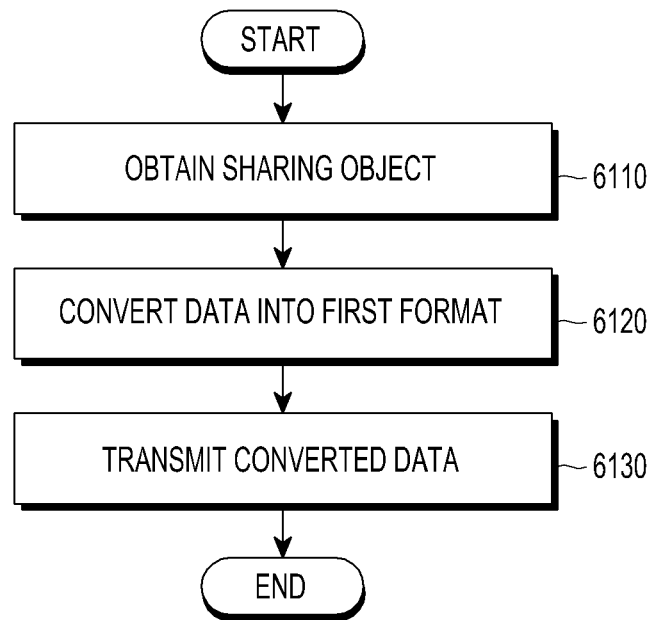 START
OBTAIN SHARING OBJECT
6110
CONVERT DATA INTO FIRST FORMAT
6120
TRANSMIT CONVERTED DATA
6130
END